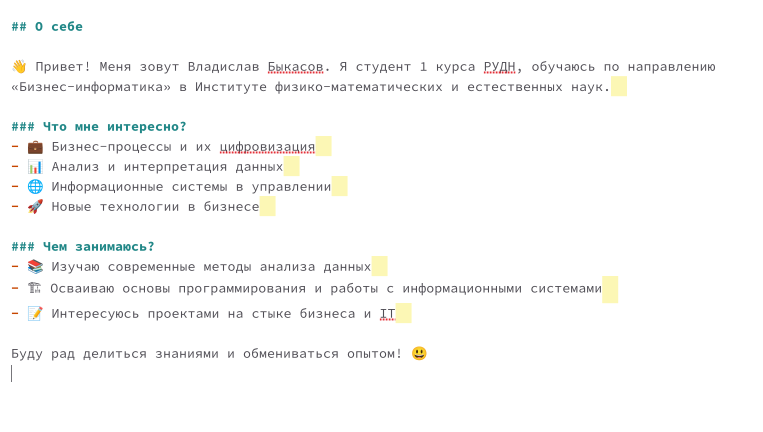 ## О себе
👋 Привет! Меня зовут Владислав Быкасов. Я студент 1 курса РУДН, обучаюсь по направлению
«Бизнес-информатика» в Институте физико-математических и естественных наук.
### Что мне интересно?
- 💼 Бизнес-процессы и их цифровизация
- 📊 Анализ и интерпретация данных
- 🌐 Информационные системы в управлении
- 🚀 Новые технологии в бизнесе
### Чем занимаюсь?
- 📚 Изучаю современные методы анализа данных
- 🏗 Осваиваю основы программирования и работы с информационными системами
- 📝 Интересуюсь проектами на стыке бизнеса и IT
Буду рад делиться знаниями и обмениваться опытом! 😃